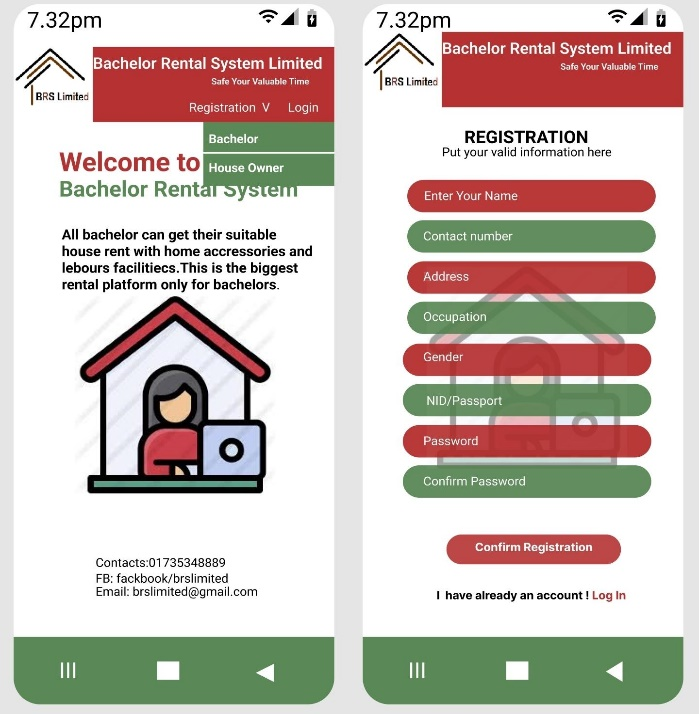 7.32pm
Bachelor Rental System Limited
Safe Your Valuable Time
BRS Limited
Registration V Login
Bachelor
House Owner
Welcome to
Bachelor Rental System
All bachelor can get their suitable
house rent with home accressories and
lebours facilitiecs.This is the biggest
rental platform only for bachelors.
Contacts:01735348889
FB: fackbook/brslimited
Email: brslimited@gmail.com
7.32pm
Bachelor Rental System Limited
Safe Your Valuable Time
BRS Limited
REGISTRATION
Put your valid information here
Enter Your Name
Contact number
Address
Occupation
Gender
NID/Passport
Password
Confirm Password
Confirm Registration
I have already an account ! Log In